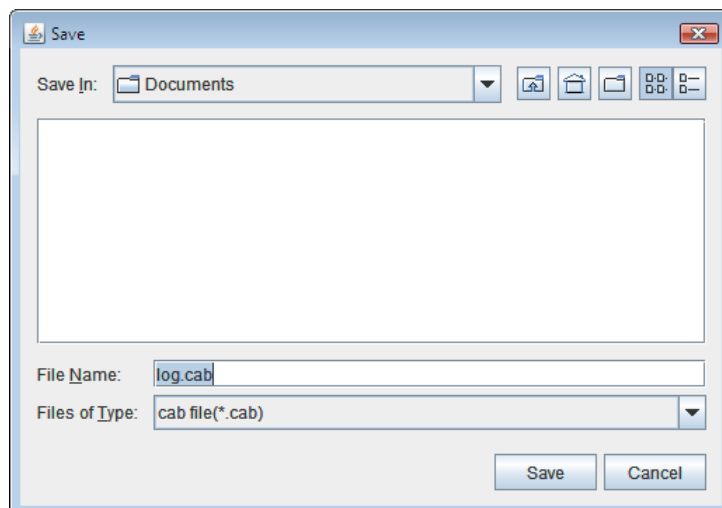 Save
Save In: Documents
File Name: log.cab
Files of Type: cab file(*.cab)
Save Cancel